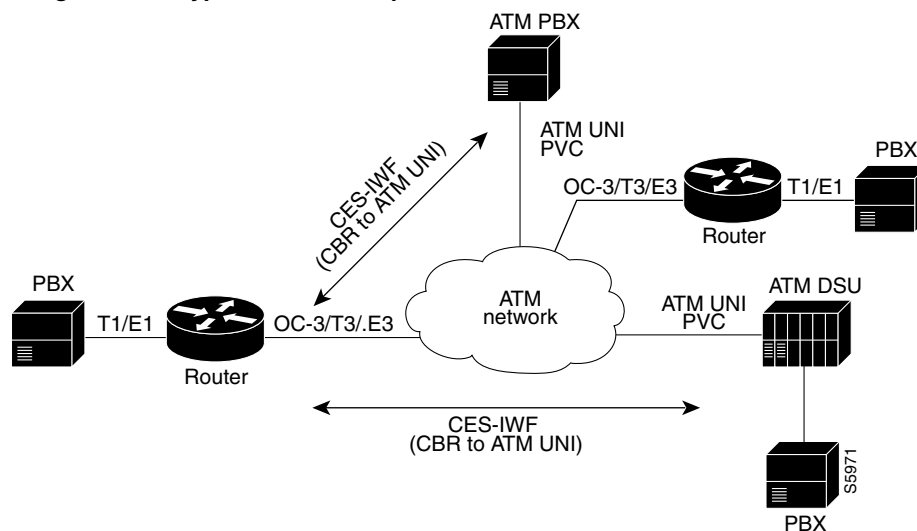 ATM PBX
ATM UNI
PVC
PBX
OC-3/T3/E3
T1/E1
Router
CES-IWF
(CBR to ATM UNI)
PBX
T1/E1
OC-3/T3/.E3
Router
ATM
network
ATM UNI
PVC
ATM DSU
CES-IWF
(CBR to ATM UNI)
S5971
PBX